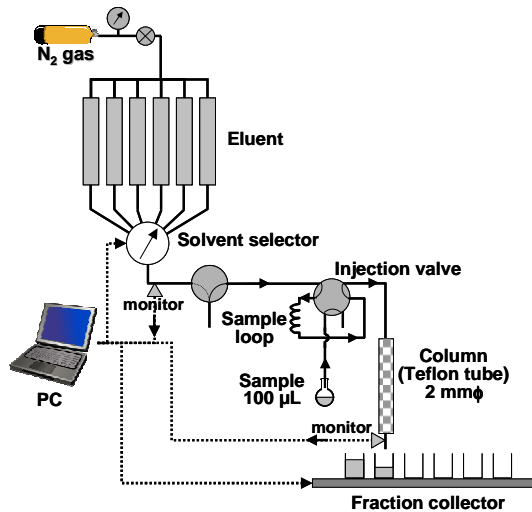 N₂ gas
Eluent
Solvent selector
Injection valve
monitor
Sample
loop
Column
(Teflon tube)
2 mmϕ
Sample
100 µL
PC
monitor
Fraction collector